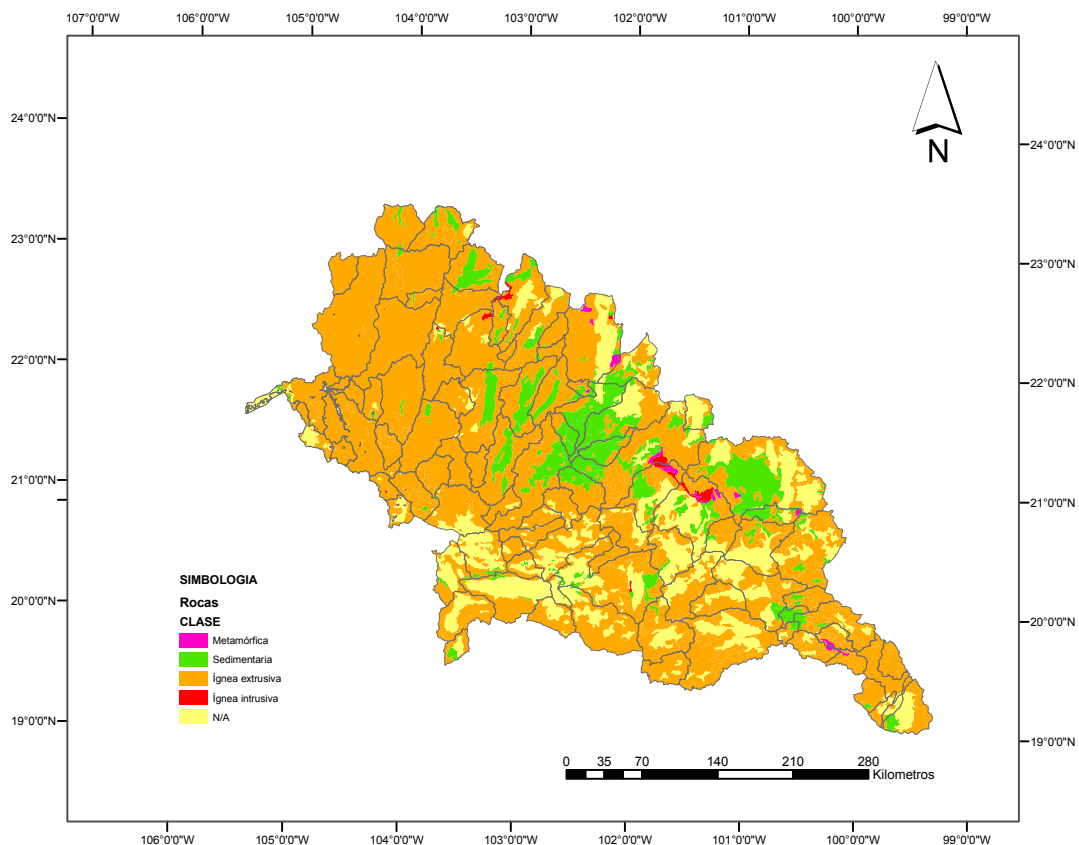 107°0'0"W 106°0'0"W 105°0'0"W 104°0'0"W 103°0'0"W 102°0'0"W 101°0'0"W 100°0'0"W 99°0'0"W
24°0'0"N
23°0'0"N
22°0'0"N
21°0'0"N
20°0'0"N
19°0'0"N
N
24°0'0"N
23°0'0"N
22°0'0"N
21°0'0"N
20°0'0"N
19°0'0"N
SIMBOLOGIA
Rocas
CLASE
Metamórfica
Sedimentaria
Ígnea extrusiva
Ígnea intrusiva
N/A
0 35 70 140 210 280
Kilometros
106°0'0"W 105°0'0"W 104°0'0"W 103°0'0"W 102°0'0"W 101°0'0"W 100°0'0"W 99°0'0"W